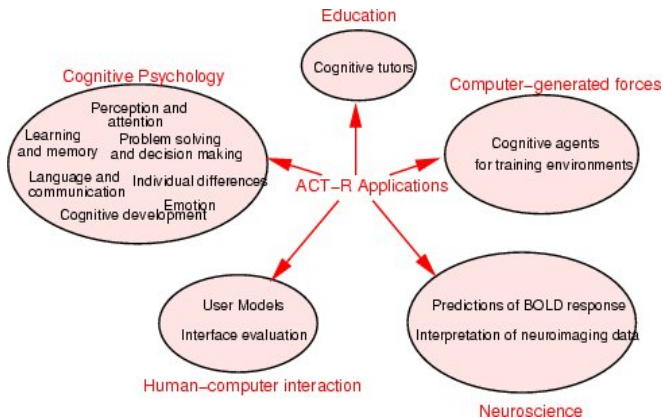 Education
Cognitive tutors
Cognitive Psychology
Perception and
attention
Learning
and memory
Problem solving
and decision making
Language and
communication
Individual differences
Emotion
Cognitive development
Computer-generated forces
Cognitive agents
for training environments
ACT-R Applications
User Models
Interface evaluation
Human-computer interaction
Predictions of BOLD response
Interpretation of neuroimaging data
Neuroscience